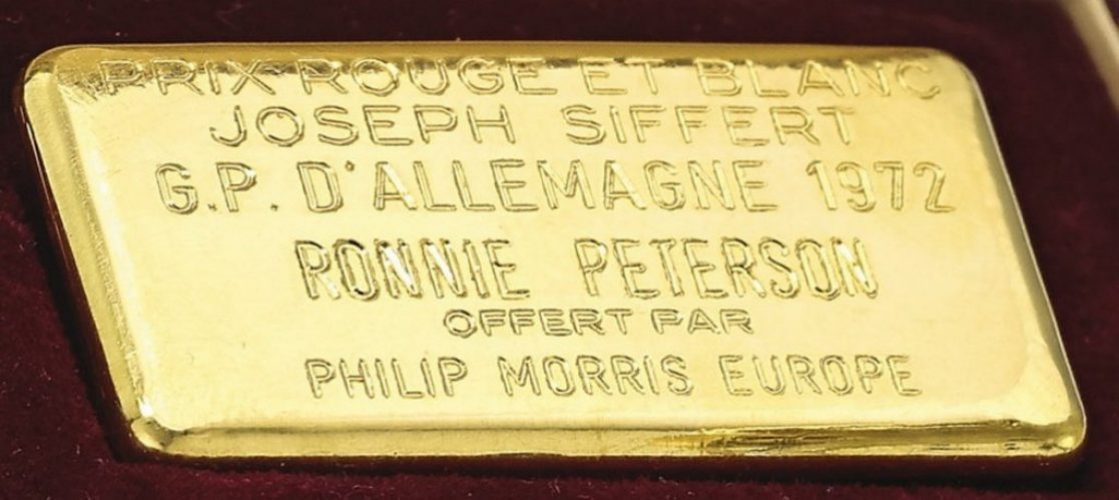 PRIX ROUGE ET BLANC
JOSEPH SIFFERT
G.P. D'ALLEMAGNE 1972
RONNIE PETERSON
OFFERT PAR
PHILIP MORRIS EUROPE